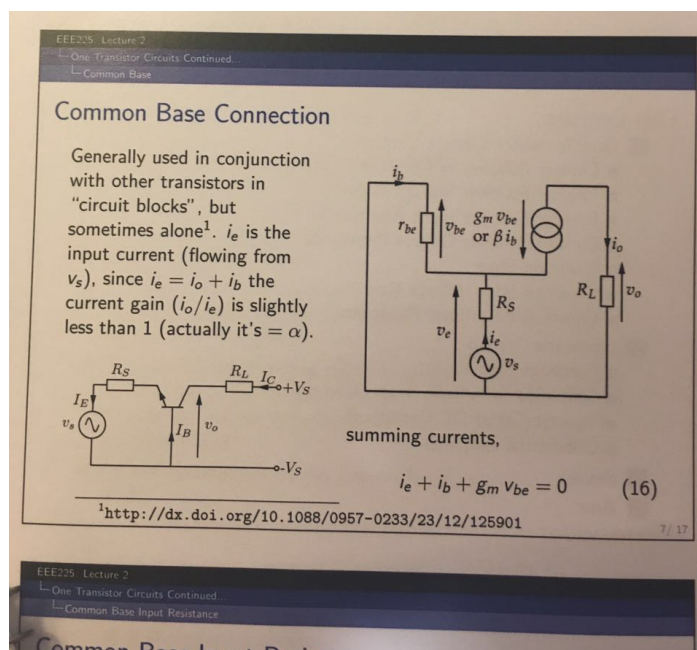 EEE225: Lecture 2
One Transistor Circuits Continued...
Common Base
Common Base Connection
Generally used in conjunction
with other transistors in
“circuit blocks”, but
sometimes alone¹. iₑ is the
input current (flowing from
vₛ), since iₑ = iₒ + i_b the
current gain (iₒ/iₑ) is slightly
less than 1 (actually it's = α).
R_S
R_L
I_C
+V_S
I_E
v_s
I_B
v_o
-V_S
i_b
r_be
v_be
g_m v_be
or β i_b
i_o
R_S
R_L
v_o
v_e
i_e
v_s
summing currents,
i_e + i_b + g_m v_be = 0 (16)
¹http://dx.doi.org/10.1088/0957-0233/23/12/125901
7/ 17
EEE225: Lecture 2
One Transistor Circuits Continued...
Common Base Input Resistance